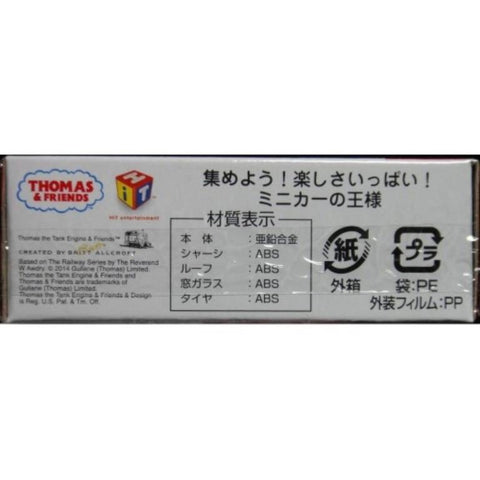 THOMAS
& FRIENDS™
HiT
HiT entertainment
集めよう!楽しさいっぱい!
ミニカーの王様
材質表示
本体:亜鉛合金
シャーシ:ABS
ルーフ:ABS
窓ガラス:ABS
タイヤ:ABS
紙
外箱
プラ
袋:PE
外装フィルム:PP
Thomas the Tank Engine & Friends™
CREATED BY BRITT ALLCROFT
Based on The Railway Series by The Reverend
W Awdry. © 2014 Gullane (Thomas) Limited.
Thomas the Tank Engine & Friends and
Thomas & Friends are trademarks of
Gullane (Thomas) Limited.
Thomas the Tank Engine & Friends & Design
is Reg. U.S. Pat. & Tm. Off.